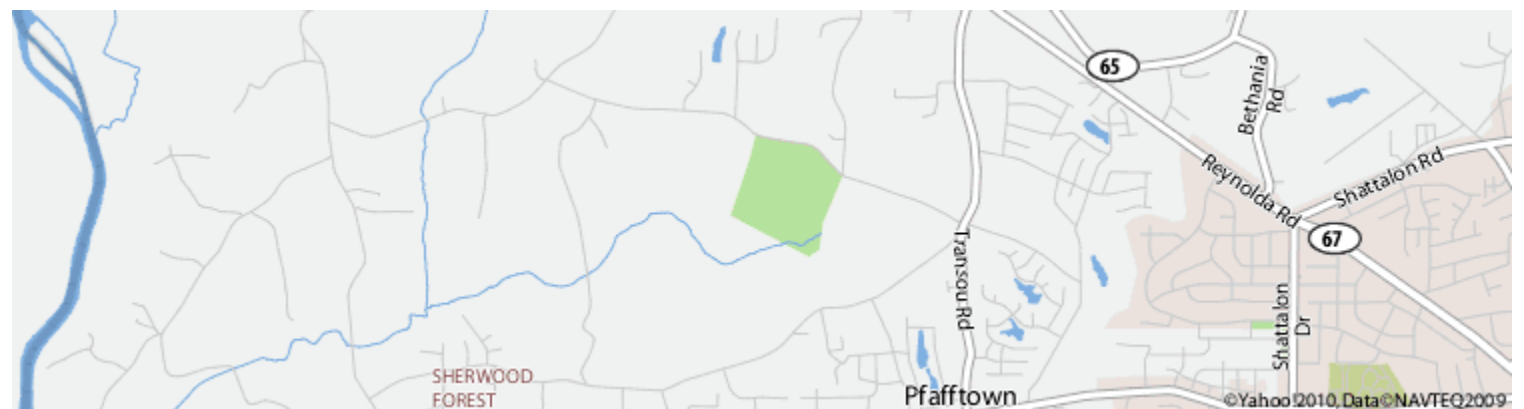 65
Bethania
Rd
Reynolda Rd
Shattalon Rd
67
Transou Rd
Shattalon
Dr
SHERWOOD
FOREST
Pfafftown
©Yahoo!2010, Data©NAVTEQ2009